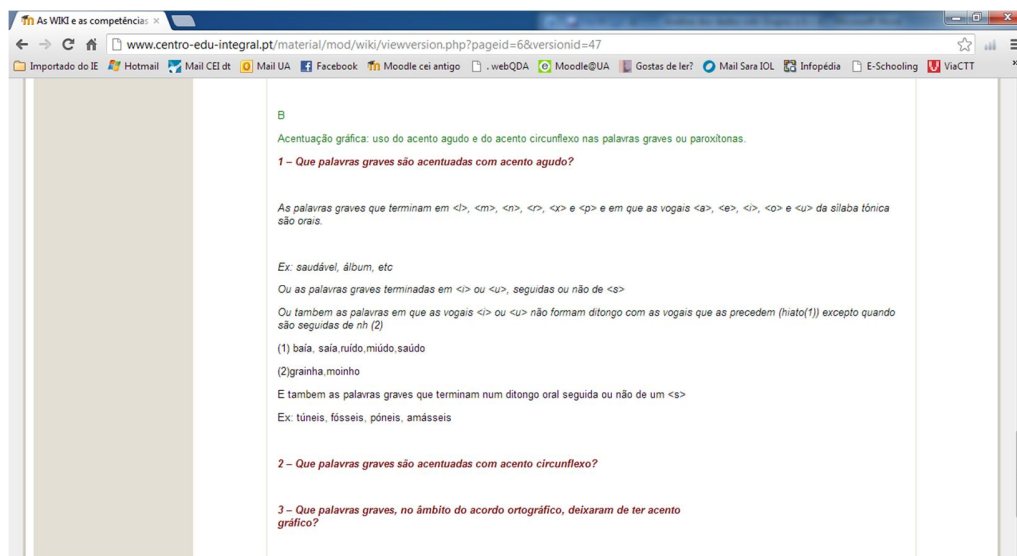 As WIKI e as competências
www.centro-edu-integral.pt/material/mod/wiki/viewversion.php?pageid=6&versionid=47
Importado do IE Hotmail Mail CEI dt Mail UA Facebook Moodle cei antigo . webQDA Moodle@UA Gostas de ler? Mail Sara IOL Infopédia E-Schooling ViaCTT
B
Acentuação gráfica: uso do acento agudo e do acento circunflexo nas palavras graves ou paroxítonas.
1 – Que palavras graves são acentuadas com acento agudo?
As palavras graves que terminam em <l>, <m>, <n>, <r>, <x> e <p> e em que as vogais <a>, <e>, <i>, <o> e <u> da sílaba tónica
são orais.
Ex: saudável, álbum, etc
Ou as palavras graves terminadas em <i> ou <u>, seguidas ou não de <s>
Ou tambem as palavras em que as vogais <i> ou <u> não formam ditongo com as vogais que as precedem (hiato(1)) excepto quando
são seguidas de nh (2)
(1) baía, saía,ruído,miúdo,saúdo
(2)grainha,moinho
E tambem as palavras graves que terminam num ditongo oral seguida ou não de um <s>
Ex: túneis, fósseis, póneis, amásseis
2 – Que palavras graves são acentuadas com acento circunflexo?
3 – Que palavras graves, no âmbito do acordo ortográfico, deixaram de ter acento
gráfico?